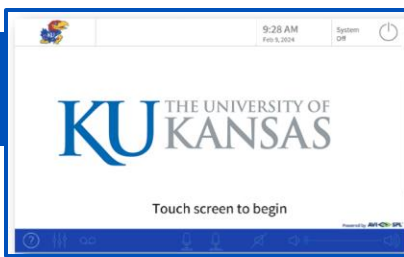 9:28 AM
Feb 5, 2024
System
Off
KU THE UNIVERSITY OF
KANSAS
Touch screen to begin
Powered by AVI-SPL
?